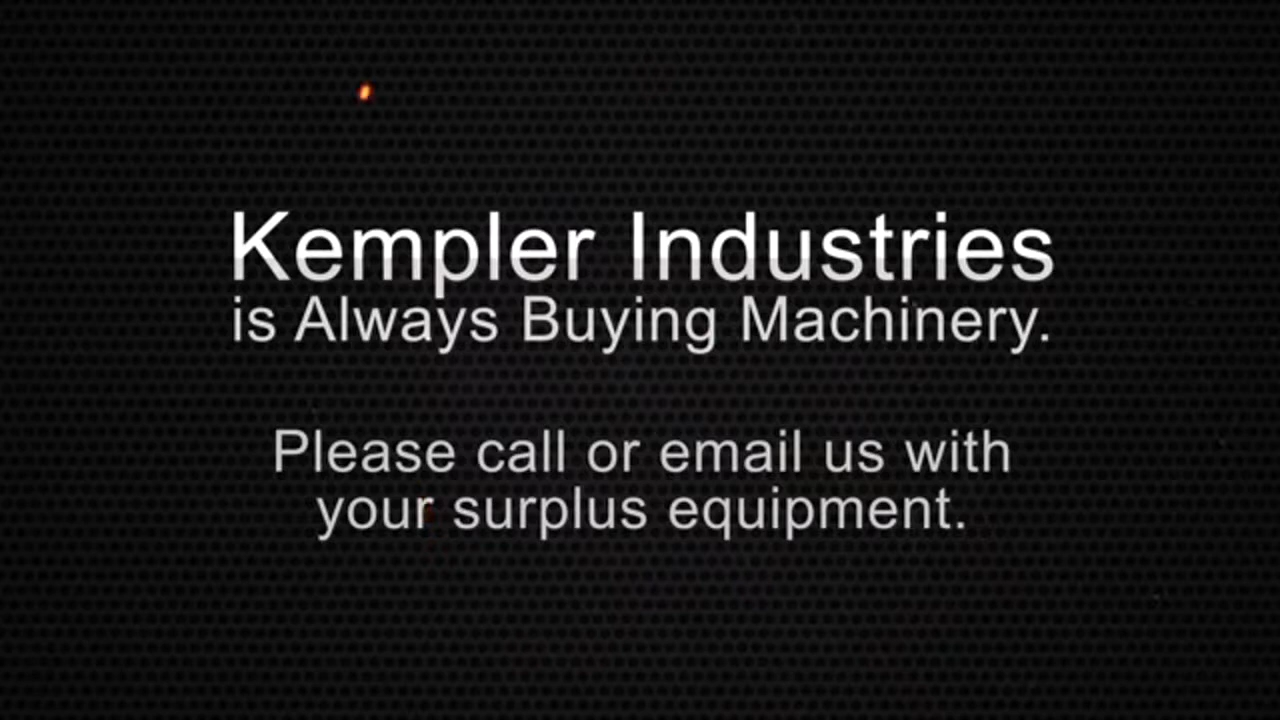 Kempler Industries
is Always Buying Machinery.
Please call or email us with
your surplus equipment.